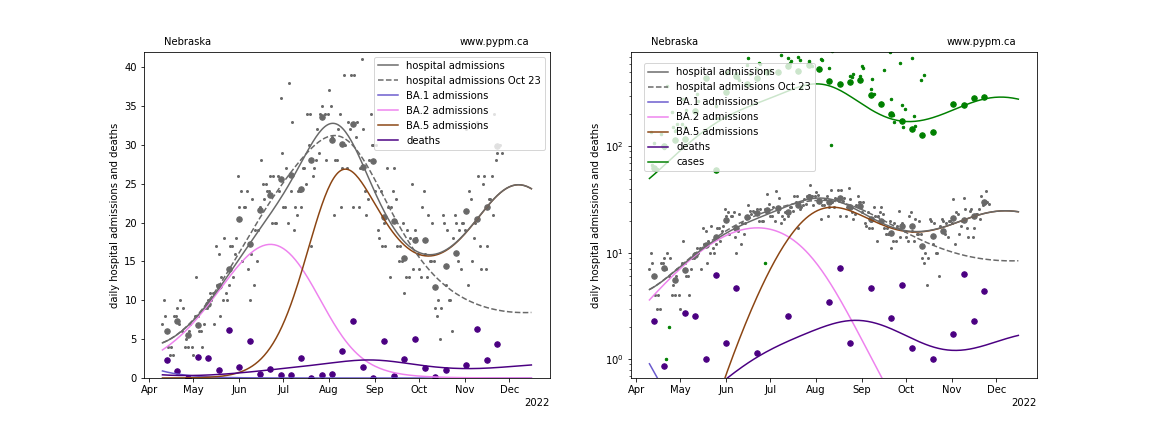 Nebraska
www.pypm.ca
daily hospital admissions and deaths
40
35
30
25
20
15
10
5
0
hospital admissions
hospital admissions Oct 23
BA.1 admissions
BA.2 admissions
BA.5 admissions
deaths
Apr May Jun Jul Aug Sep Oct Nov Dec
2022
Nebraska
www.pypm.ca
daily hospital admissions and deaths
10²
10¹
10⁰
hospital admissions
hospital admissions Oct 23
BA.1 admissions
BA.2 admissions
BA.5 admissions
deaths
cases
Apr May Jun Jul Aug Sep Oct Nov Dec
2022